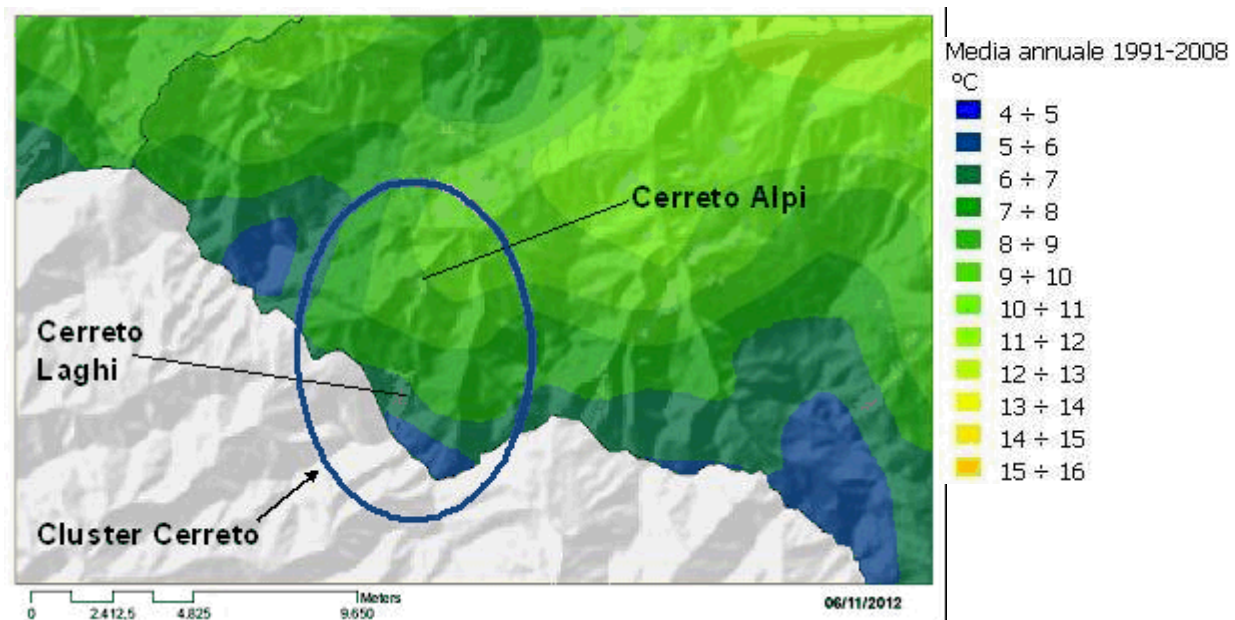 Media annuale 1991-2008
°C
4 ÷ 5
5 ÷ 6
6 ÷ 7
7 ÷ 8
8 ÷ 9
9 ÷ 10
10 ÷ 11
11 ÷ 12
12 ÷ 13
13 ÷ 14
14 ÷ 15
15 ÷ 16
Cerreto Alpi
Cerreto
Laghi
Cluster Cerreto
Meters
0 2.412,5 4.825 9.650
06/11/2012